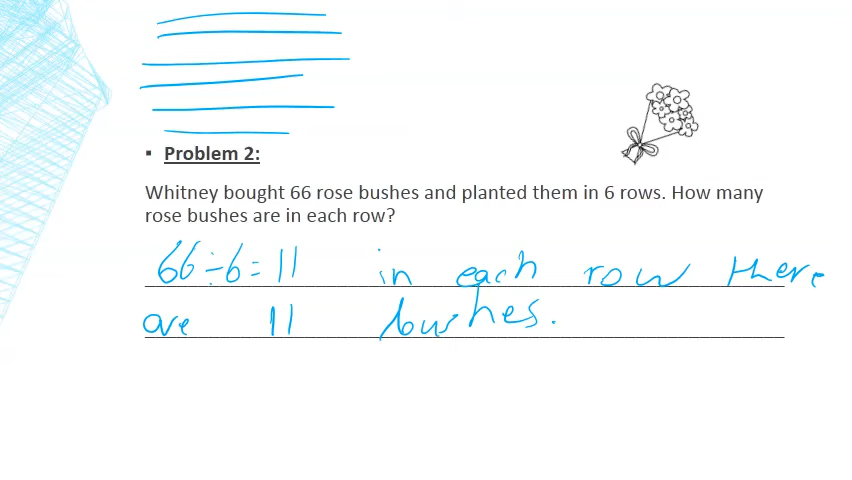 ▪ Problem 2:
Whitney bought 66 rose bushes and planted them in 6 rows. How many
rose bushes are in each row?
66÷6=11 in each row there
are 11 bushes.